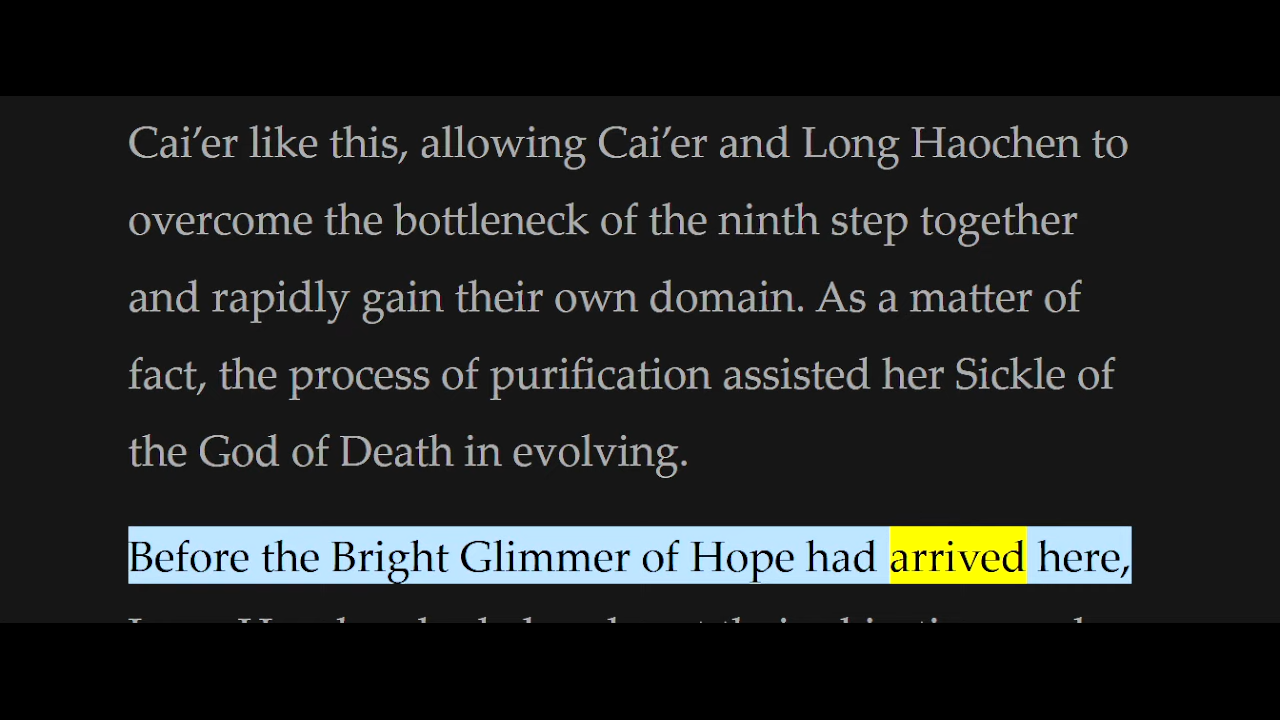 Cai’er like this, allowing Cai’er and Long Haochen to
overcome the bottleneck of the ninth step together
and rapidly gain their own domain. As a matter of
fact, the process of purification assisted her Sickle of
the God of Death in evolving.
Before the Bright Glimmer of Hope had arrived here,